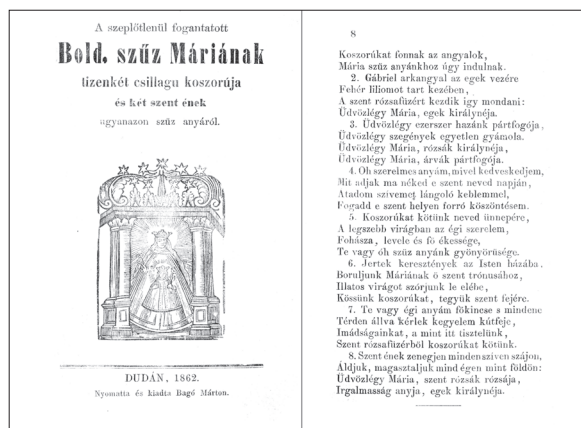 A szeplőtlenül fogantatott
Bold. szűz Máriának
tizenkét csillagu koszorúja
és két szent ének
ugyanazon szűz anyáról.
DUDÁN, 1862.
Nyomatta és kiadta Bagó Márton.
8
Koszorúkat fonnak az angyalok,
Mária szűz anyánkhoz úgy indulnak.
2. Gábriel arkangyal az egek vezére
Fehér liliomot tart kezében,
A szent rózsafüzért kezdik igy mondani:
Üdvözlégy Mária, egek királynéja.
3. Üdvözlégy ezerszer hazánk pártfogója,
Üdvözlégy szegények egyetlen gyámola.
Üdvözlégy Mária, rózsák királynéja,
Üdvözlégy Mária, árvák pártfogója.
4. Oh szerelmes anyám, mivel kedveskedjem,
Mit adjak ma néked e szent neved napján,
Atadom szivemet lángoló keblemmel,
Fogadd e szent helyen forró köszöntésem.
5. Koszorúkat kötünk neved ünnepére,
A legszebb virágban az égi szerelem,
Fohásza, levele és fő ékessége,
Te vagy óh szűz anyánk gyönyörüsége.
6. Jertek keresztények az Isten házába,
Boruljunk Máriának ő szent trónusához,
Illatos virágot szórjunk le eléhe,
Kössünk koszorúkat, tegyük szent fejére.
7. Te vagy égi anyám főkincse s mindene
Térden állva kérlek kegyelem kútfeje,
Imádságainkat, a mint itt tisztelünk,
Szent rózsafüzérből koszorúkat kötünk.
8. Szent ének zenegjen minden sziven szájon,
Áldjuk, magasztaljuk mind égen mint földön:
Üdvözlégy Mária, szent rózsák rózsája,
Irgalmasság anyja, egek királynéja.